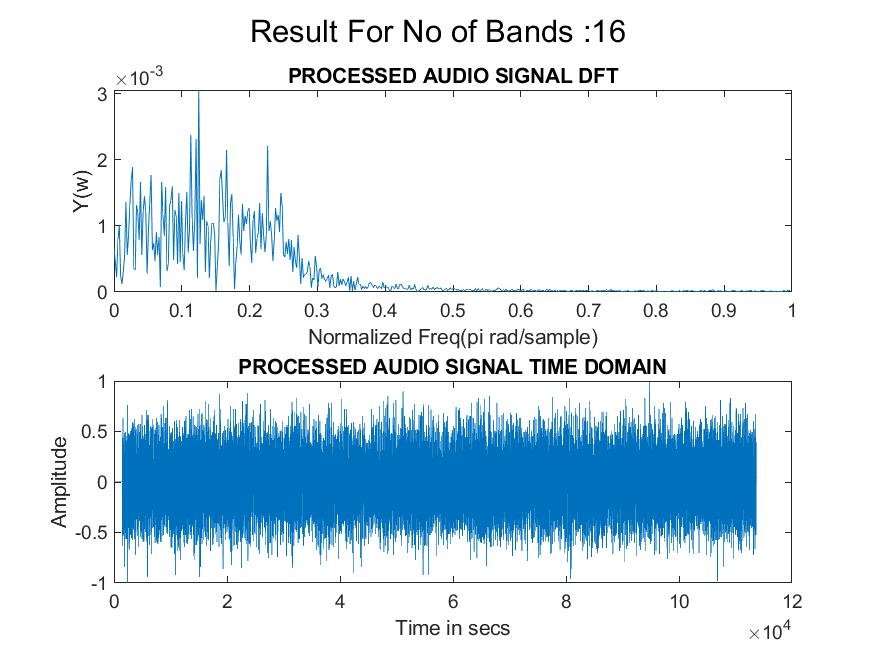 Result For No of Bands :16
×10-3
PROCESSED AUDIO SIGNAL DFT
3
2
1
0
Y(w)
0 0.1 0.2 0.3 0.4 0.5 0.6 0.7 0.8 0.9 1
Normalized Freq(pi rad/sample)
PROCESSED AUDIO SIGNAL TIME DOMAIN
1
0.5
0
-0.5
-1
Amplitude
0 2 4 6 8 10 12
Time in secs
×104